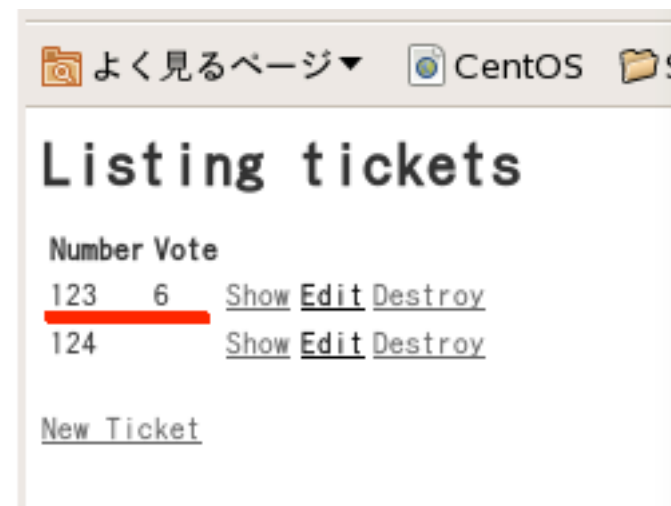 よく見るページ▼ CentOS S
Listing tickets
Number Vote
123 6 Show Edit Destroy
124 Show Edit Destroy
New Ticket